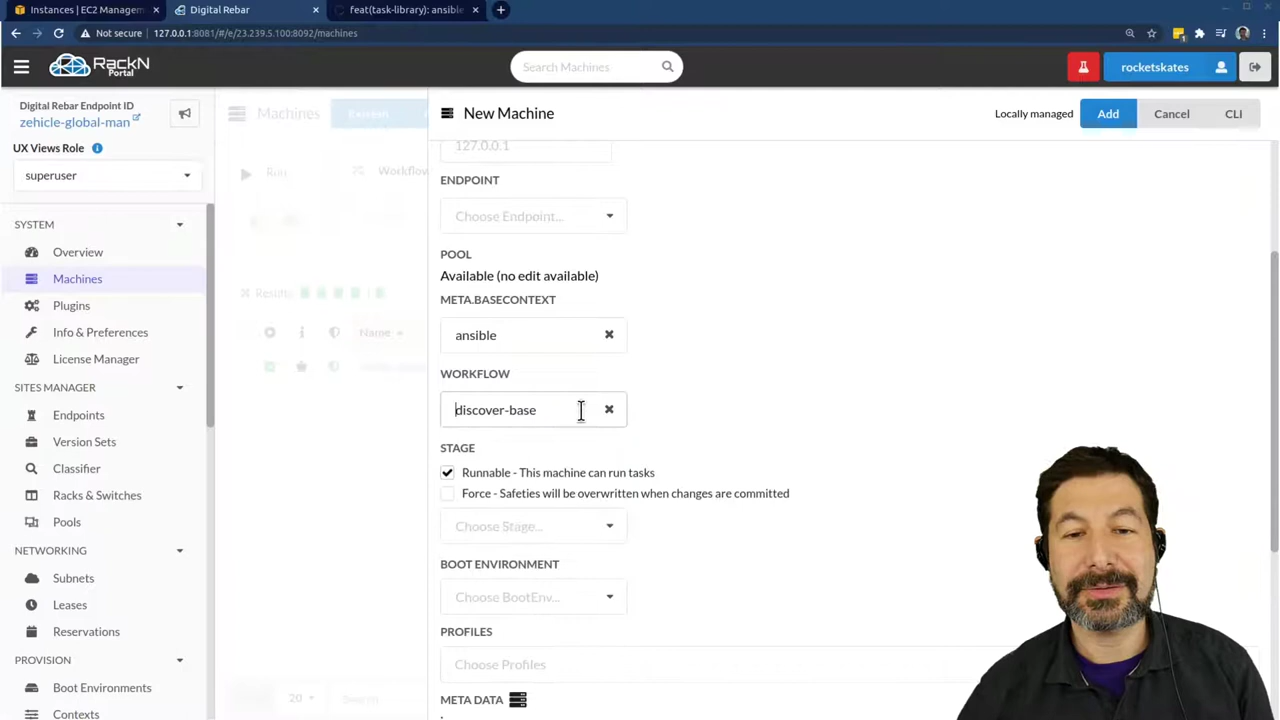 Instances | EC2 Managem
Digital Rebar
feat(task-library): ansible
Not secure | 127.0.0.1:8081/#/e/23.239.5.100:8092/machines
RackN
Portal
Search Machines
rocketskates
Digital Rebar Endpoint ID
zehicle-global-man
UX Views Role
superuser
SYSTEM
Overview
Machines
Plugins
Info & Preferences
License Manager
SITES MANAGER
Endpoints
Version Sets
Classifier
Racks & Switches
Pools
NETWORKING
Subnets
Leases
Reservations
PROVISION
Boot Environments
Contexts
Machines
Run
Workflow
Results
Name
20
New Machine
Locally managed
Add
Cancel
CLI
127.0.0.1
ENDPOINT
Choose Endpoint...
POOL
Available (no edit available)
META.BASECONTEXT
ansible
WORKFLOW
discover-base
STAGE
Runnable - This machine can run tasks
Force - Safeties will be overwritten when changes are committed
Choose Stage...
BOOT ENVIRONMENT
Choose BootEnv...
PROFILES
Choose Profiles
META DATA